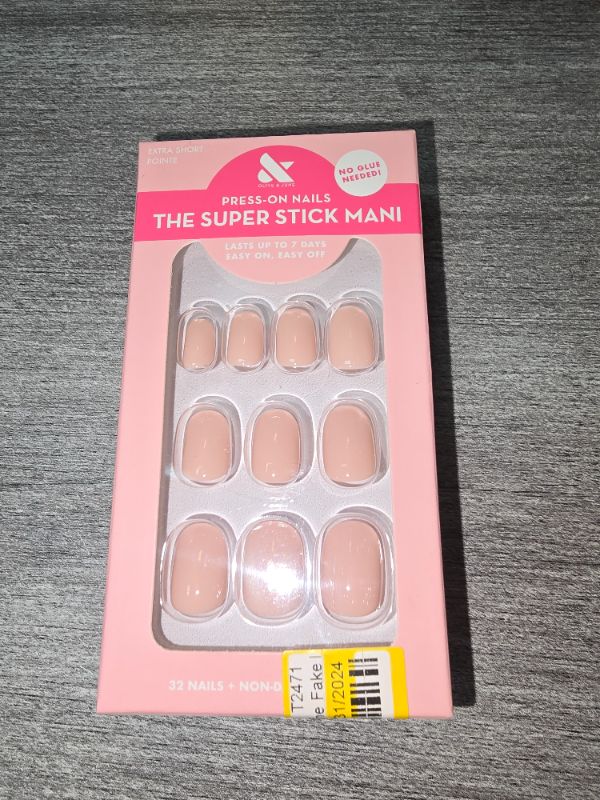 EXTRA SHORT
POINTE
&
OLIVE & JUNE
NO GLUE
NEEDED!
PRESS-ON NAILS
THE SUPER STICK MANI
LASTS UP TO 7 DAYS
EASY ON, EASY OFF
32 NAILS + NON-D
T2471
e Fake
31/2024